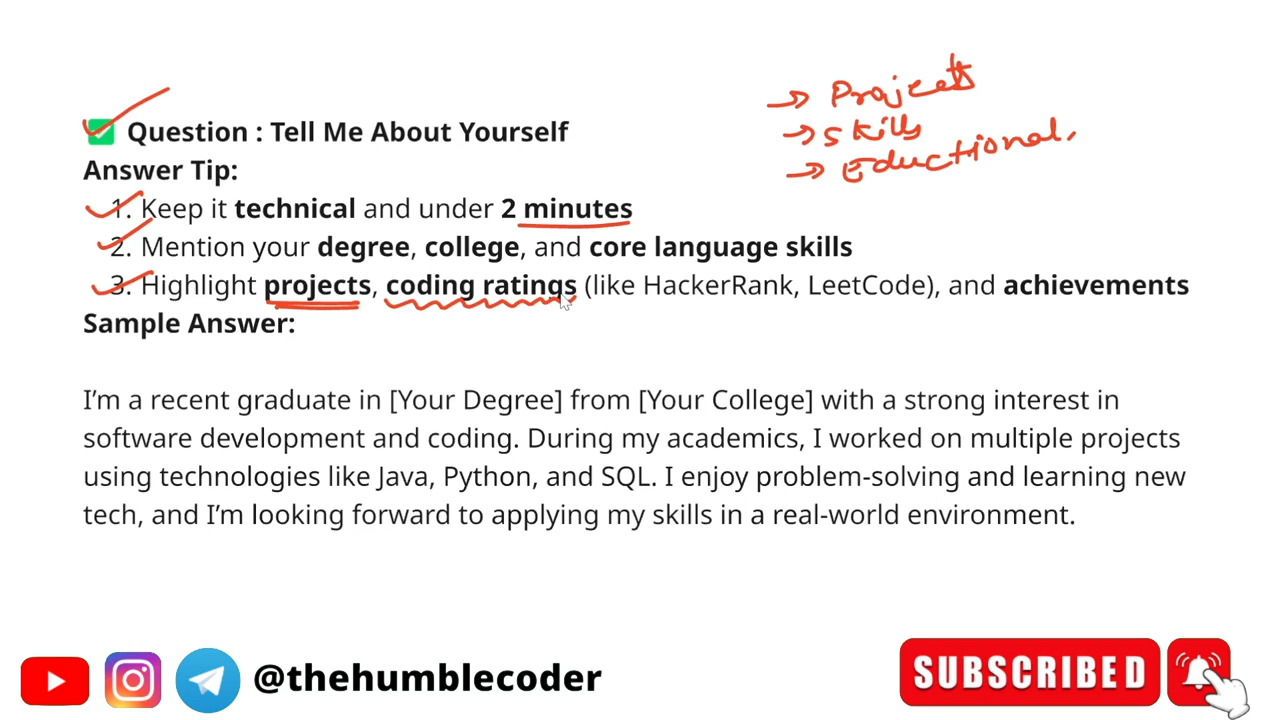 → Projects
→ Skills
→ Eductional,
✅ Question : Tell Me About Yourself
Answer Tip:
1. Keep it technical and under 2 minutes
2. Mention your degree, college, and core language skills
3. Highlight projects, coding ratings (like HackerRank, LeetCode), and achievements
Sample Answer:
I’m a recent graduate in [Your Degree] from [Your College] with a strong interest in
software development and coding. During my academics, I worked on multiple projects
using technologies like Java, Python, and SQL. I enjoy problem-solving and learning new
tech, and I’m looking forward to applying my skills in a real-world environment.
@thehumblecoder
SUBSCRIBED